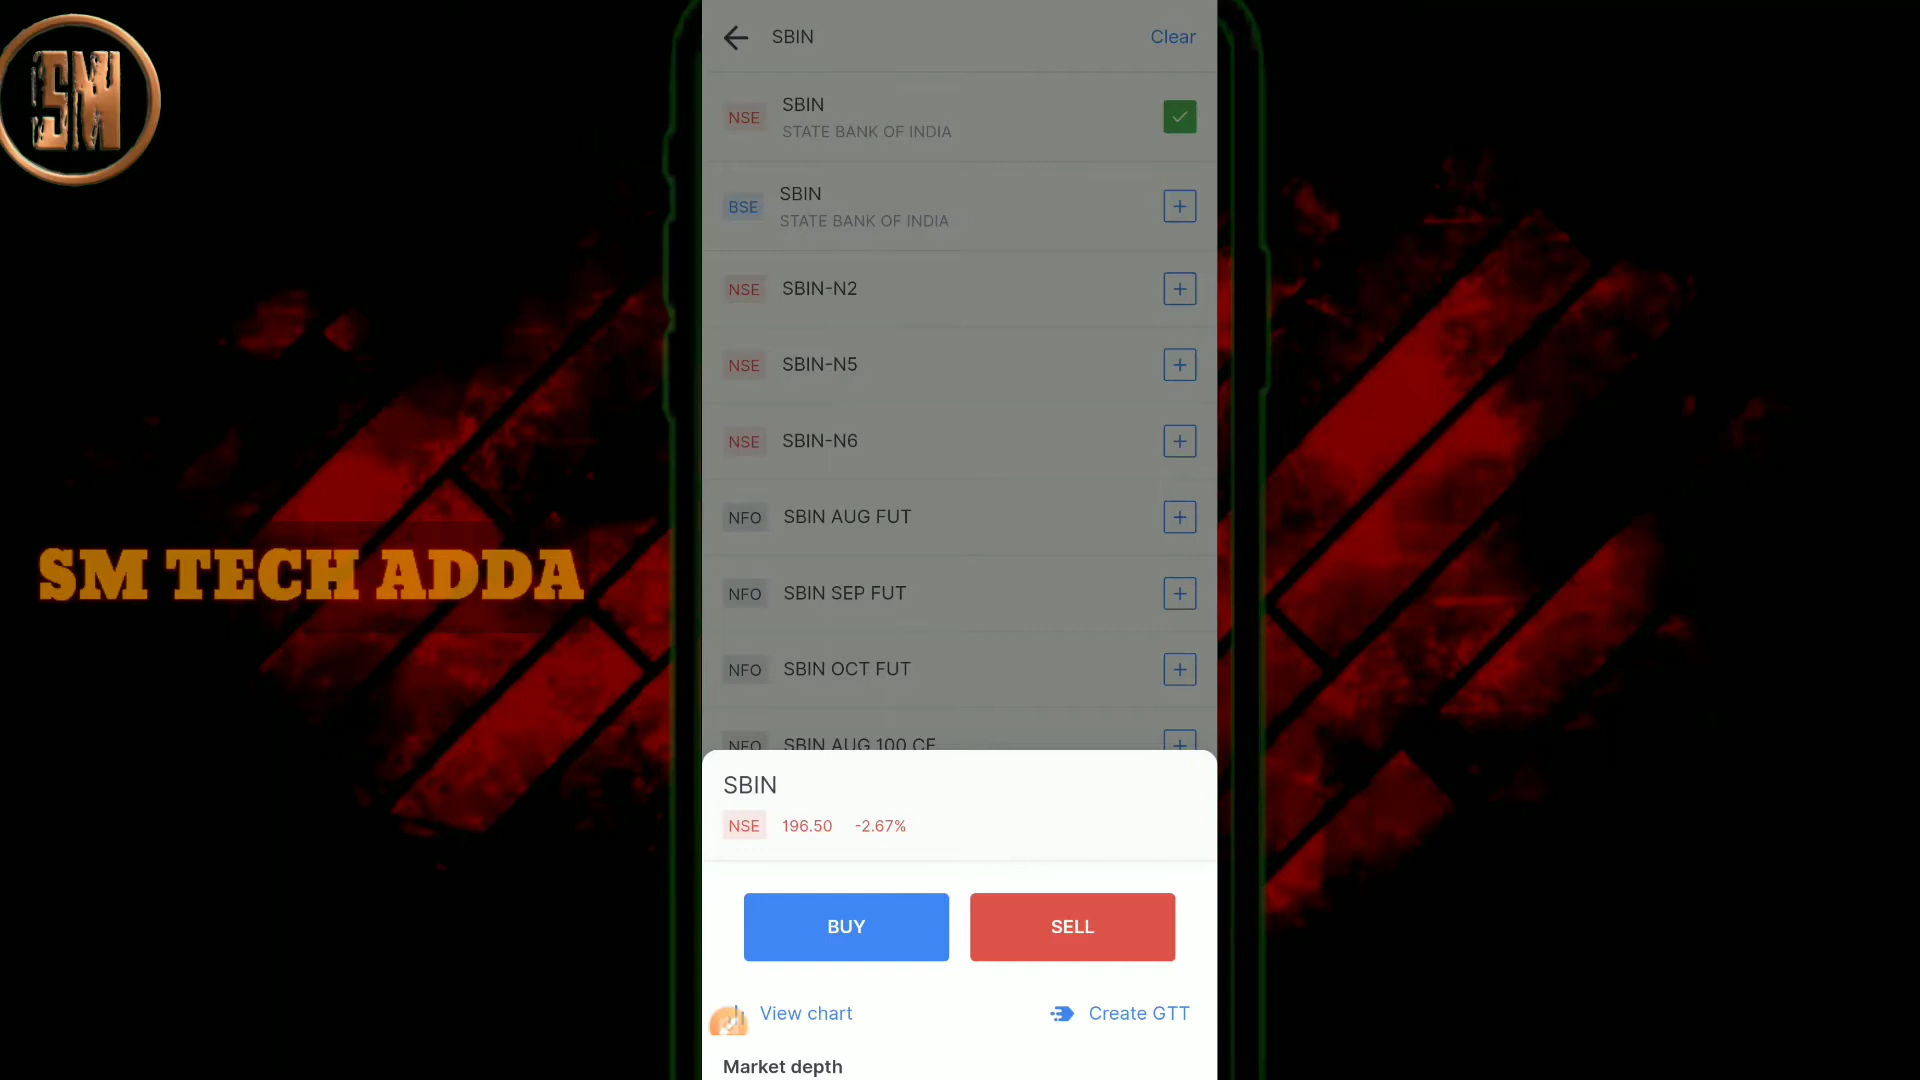 SM
SM TECH ADDA
SBIN
Clear
NSE
SBIN
STATE BANK OF INDIA
BSE
SBIN
STATE BANK OF INDIA
NSE
SBIN-N2
NSE
SBIN-N5
NSE
SBIN-N6
NFO
SBIN AUG FUT
NFO
SBIN SEP FUT
NFO
SBIN OCT FUT
NFO
SBIN AUG 100 CE
SBIN
NSE 196.50 -2.67%
BUY
SELL
View chart
Create GTT
Market depth